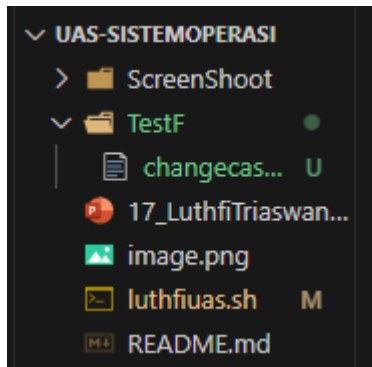 UAS-SISTEMOPERASI
ScreenShoot
TestF
changecas... U
17_LuthfiTriaswan...
image.png
luthfiuas.sh M
README.md